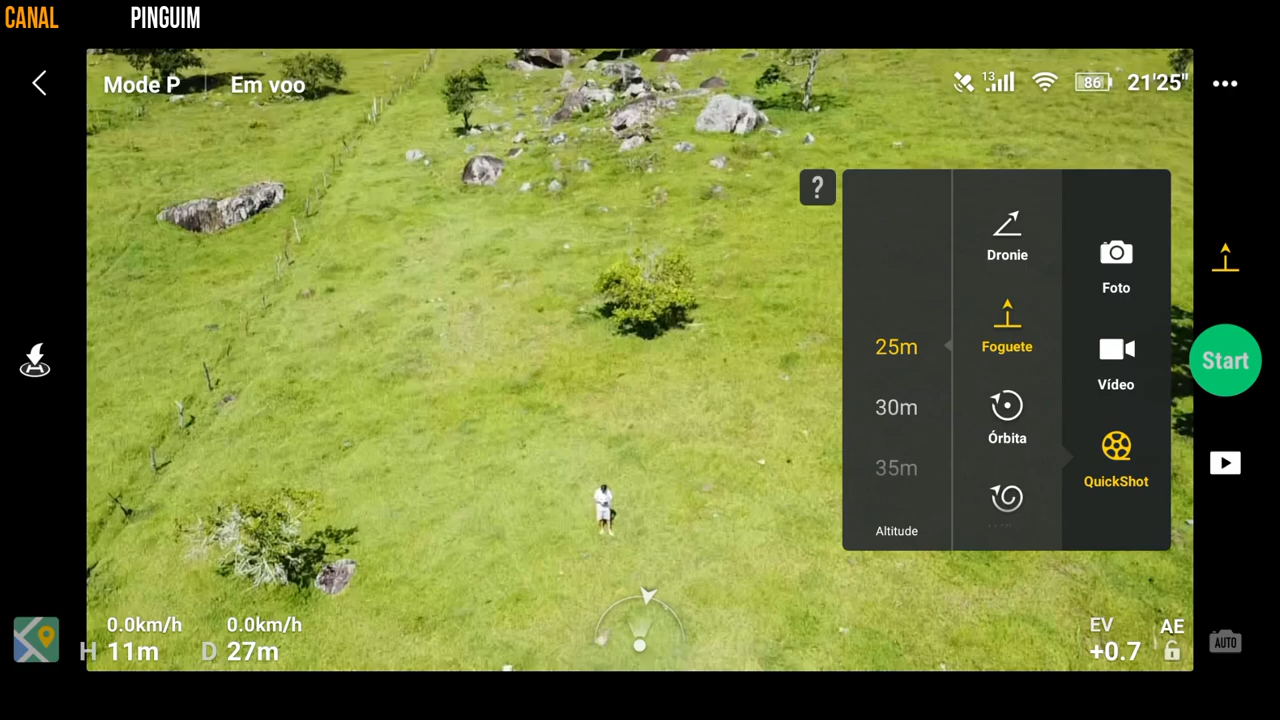 CANAL PINGUIM
Mode P Em voo 13 86 21'25"
?
Dronie
Foto
25m Foguete
Vídeo
30m
Órbita
35m
QuickShot
Altitude
Start
0.0km/h 0.0km/h
H 11m D 27m
EV AE
+0.7
AUTO